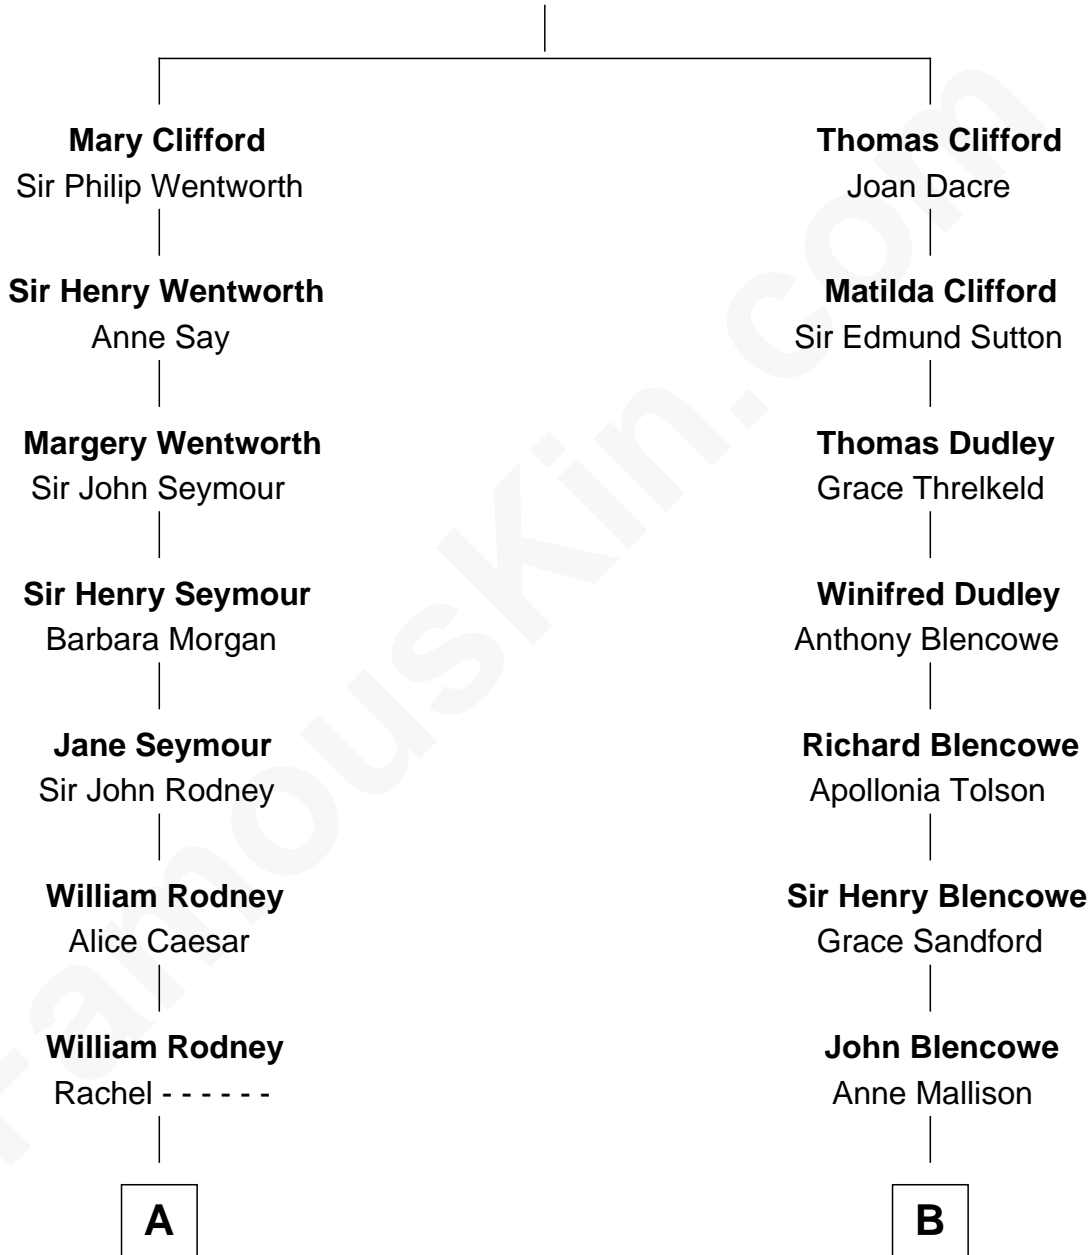 Mary Clifford
Sir Philip Wentworth
Thomas Clifford
Joan Dacre
Sir Henry Wentworth
Anne Say
Matilda Clifford
Sir Edmund Sutton
Margery Wentworth
Sir John Seymour
Thomas Dudley
Grace Threlkeld
Sir Henry Seymour
Barbara Morgan
Winifred Dudley
Anthony Blencowe
Jane Seymour
Sir John Rodney
Richard Blencowe
Apollonia Tolson
William Rodney
Alice Caesar
Sir Henry Blencowe
Grace Sandford
William Rodney
Rachel - - - - - -
John Blencowe
Anne Mallison
A
B
FamousKin.com